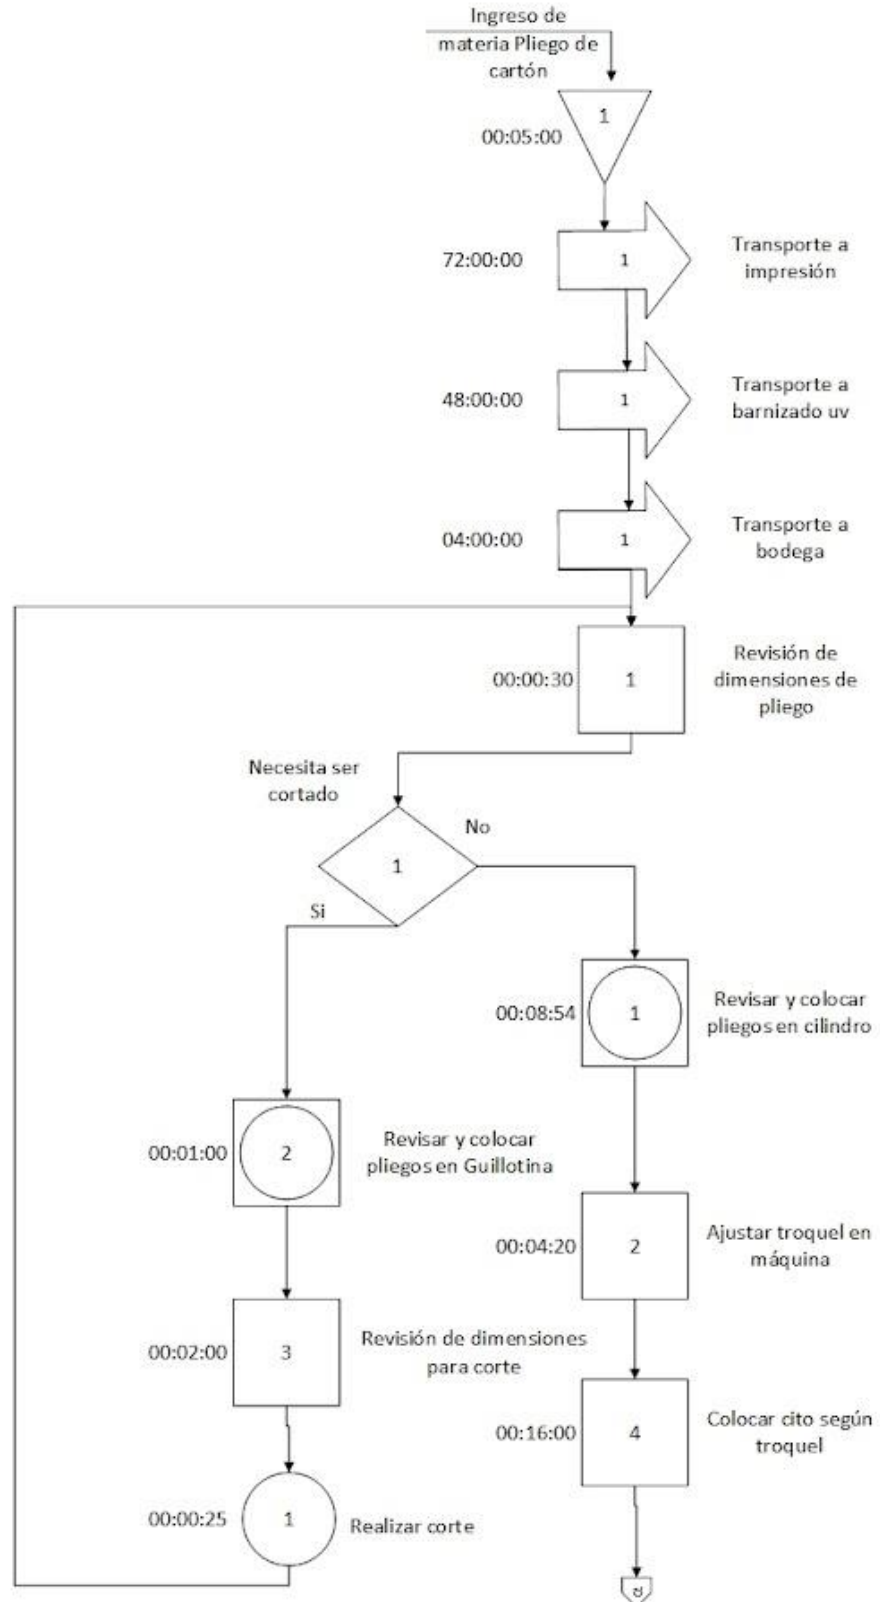 Ingreso de
materia Pliego de
cartón
1
00:05:00
72:00:00
1
Transporte a
impresión
48:00:00
1
Transporte a
barnizado uv
04:00:00
1
Transporte a
bodega
00:00:30
1
Revisión de
dimensiones de
pliego
Necesita ser
cortado
No
1
Si
00:08:54
1
Revisar y colocar
pliegos en cilindro
00:01:00
2
Revisar y colocar
pliegos en Guillotina
00:04:20
2
Ajustar troquel en
máquina
00:02:00
3
Revisión de dimensiones
para corte
00:16:00
4
Colocar cito según
troquel
00:00:25
1
Realizar corte